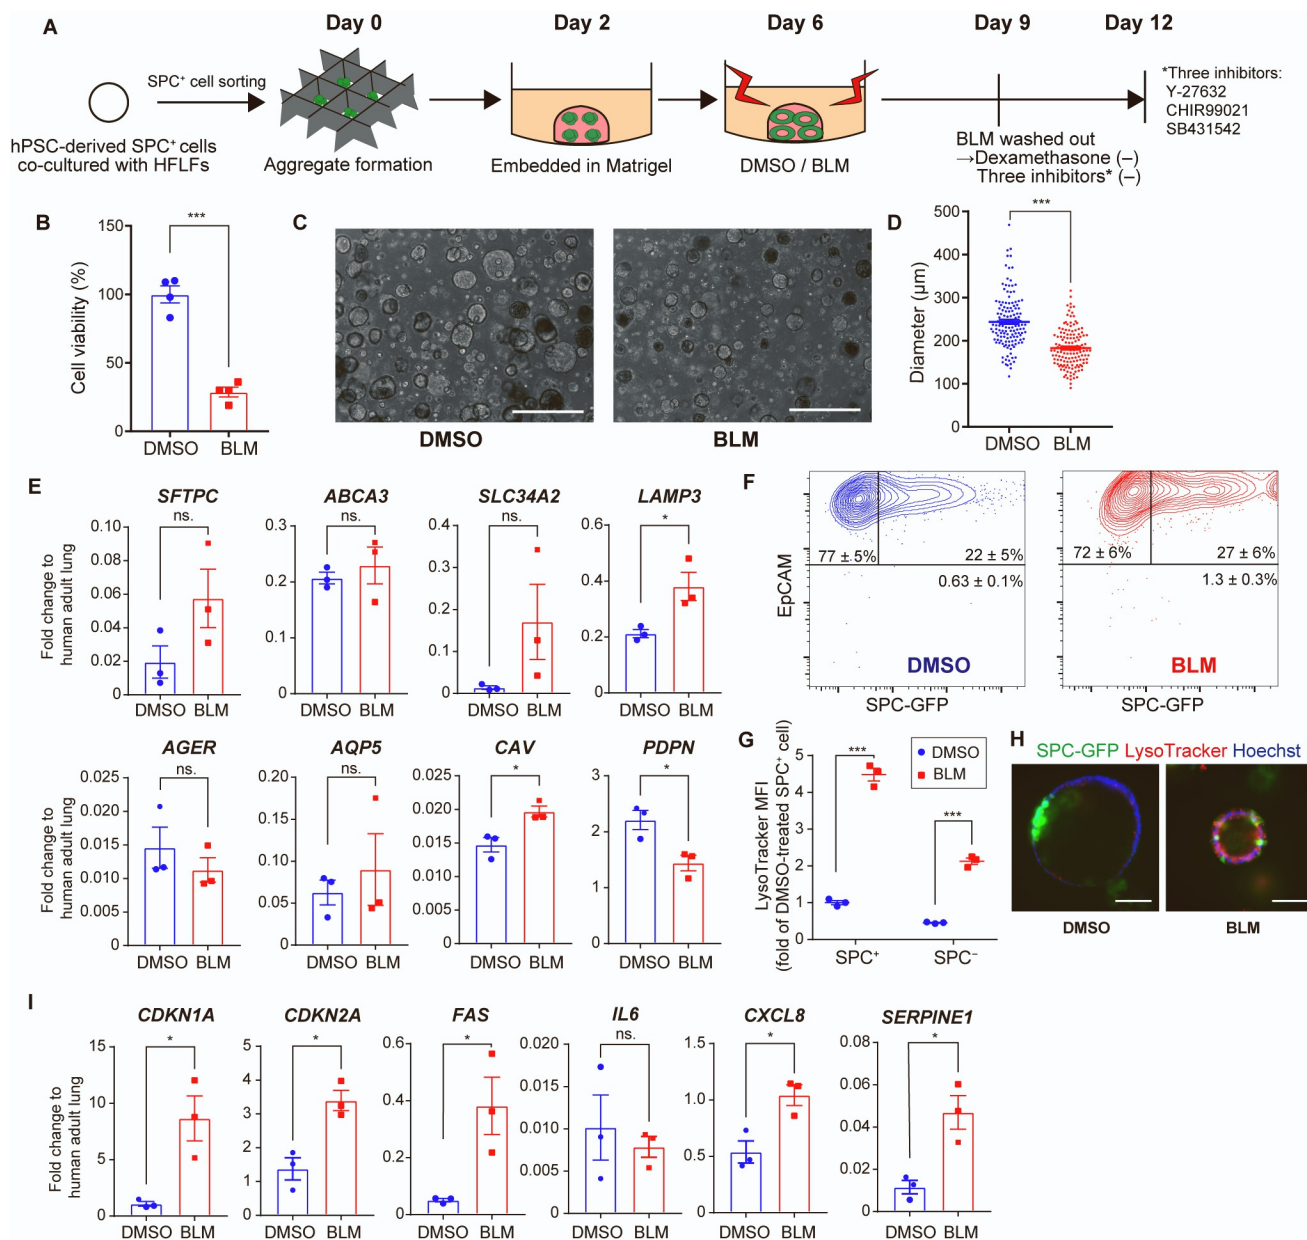 A
Day 0
Day 2
Day 6
Day 9
Day 12
SPC⁺ cell sorting
hPSC-derived SPC⁺ cells
co-cultured with HFLFs
Aggregate formation
Embedded in Matrigel
DMSO / BLM
BLM washed out
→Dexamethasone (–)
Three inhibitors* (–)
*Three inhibitors:
Y-27632
CHIR99021
SB431542
B
Cell viability (%)
150
100
50
0
***
DMSO
BLM
C
DMSO
BLM
D
Diameter (µm)
500
400
300
200
100
0
***
DMSO
BLM
E
Fold change to
human adult lung
SFTPC
ns.
0.10
0.08
0.06
0.04
0.02
0
DMSO BLM
ABCA3
ns.
0.3
0.2
0.1
0
DMSO BLM
SLC34A2
ns.
0.4
0.3
0.2
0.1
0
DMSO BLM
LAMP3
*
0.6
0.4
0.2
0
DMSO BLM
Fold change to
human adult lung
AGER
ns.
0.025
0.020
0.015
0.010
0.005
0
DMSO BLM
AQP5
ns.
0.20
0.15
0.10
0.05
0
DMSO BLM
CAV
*
0.025
0.020
0.015
0.010
0.005
0
DMSO BLM
PDPN
*
3
2
1
0
DMSO BLM
F
EpCAM
77 ± 5%
22 ± 5%
0.63 ± 0.1%
DMSO
SPC-GFP
72 ± 6%
27 ± 6%
1.3 ± 0.3%
BLM
SPC-GFP
G
LysoTracker MFI
(fold of DMSO-treated SPC⁺ cell)
5
4
3
2
1
0
***
***
DMSO
BLM
SPC⁺
SPC⁻
H
SPC-GFP LysoTracker Hoechst
DMSO
BLM
I
Fold change to
human adult lung
CDKN1A
*
15
10
5
0
DMSO BLM
CDKN2A
*
5
4
3
2
1
0
DMSO BLM
FAS
*
0.6
0.4
0.2
0
DMSO BLM
IL6
ns.
0.020
0.015
0.010
0.005
0
DMSO BLM
CXCL8
*
1.5
1.0
0.5
0
DMSO BLM
SERPINE1
*
0.08
0.06
0.04
0.02
0
DMSO BLM